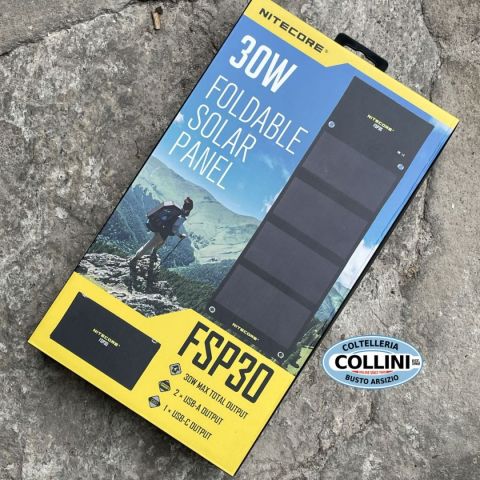 NITECORE®
30W
FOLDABLE
SOLAR
PANEL
NITECORE®
FSP30
NITECORE®
FSP30
30W MAX TOTAL OUTPUT
2 × USB-A OUTPUT
1 × USB-C OUTPUT
NITECORE®
FSP30
COLTELLERIA
COLLINI
BUSTO ARSIZIO